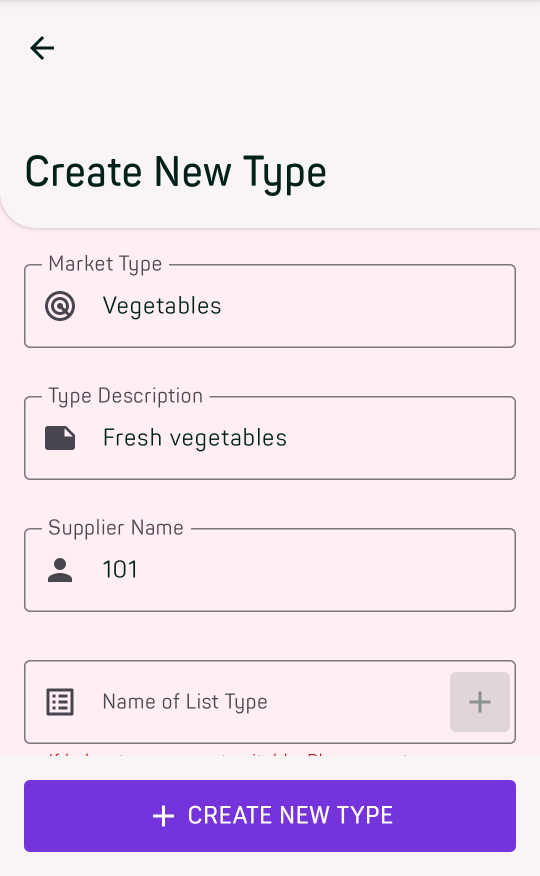 Create New Type
Market Type
Vegetables
Type Description
Fresh vegetables
Supplier Name
101
Name of List Type
CREATE NEW TYPE